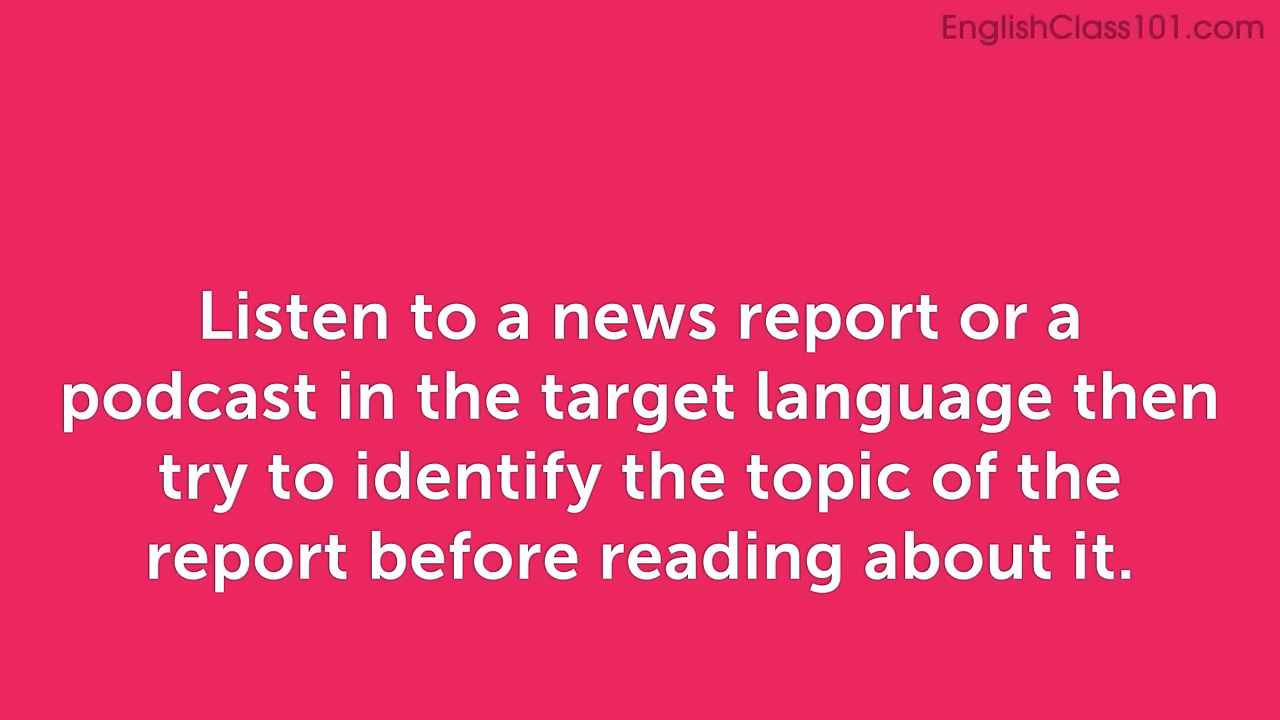 EnglishClass101.com
Listen to a news report or a
podcast in the target language then
try to identify the topic of the
report before reading about it.